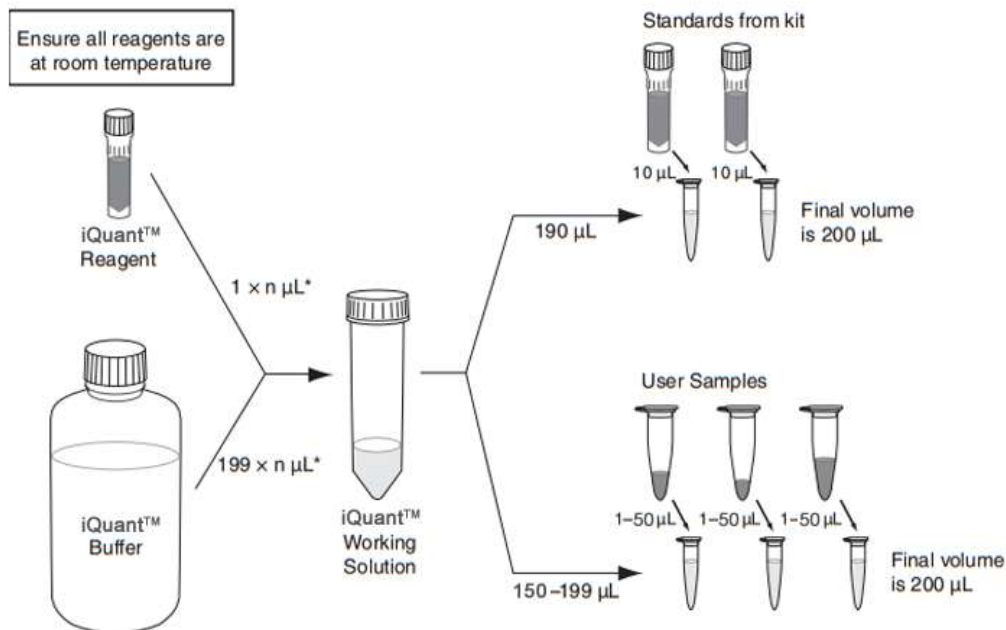 Ensure all reagents are
at room temperature
iQuant™
Reagent
1 × n µL*
199 × n µL*
iQuant™
Buffer
iQuant™
Working
Solution
Standards from kit
10 µL
10 µL
190 µL
Final volume
is 200 µL
User Samples
1–50 µL
1–50 µL
1–50 µL
150–199 µL
Final volume
is 200 µL